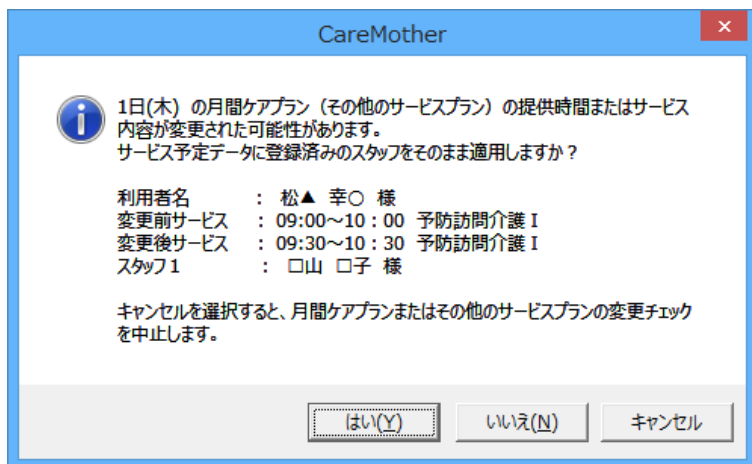 CareMother
1日(木) の月間ケアプラン（その他のサービスプラン）の提供時間またはサービス
内容が変更された可能性があります。
サービス予定データに登録済みのスタッフをそのまま適用しますか？
利用者名　　　： 松▲ 幸○ 様
変更前サービス　： 09:00～10：00 予防訪問介護Ⅰ
変更後サービス　： 09:30～10：30 予防訪問介護Ⅰ
スタッフ1　　　： □山 □子 様
キャンセルを選択すると、月間ケアプランまたはその他のサービスプランの変更チェック
を中止します。
はい(Y)　いいえ(N)　キャンセル